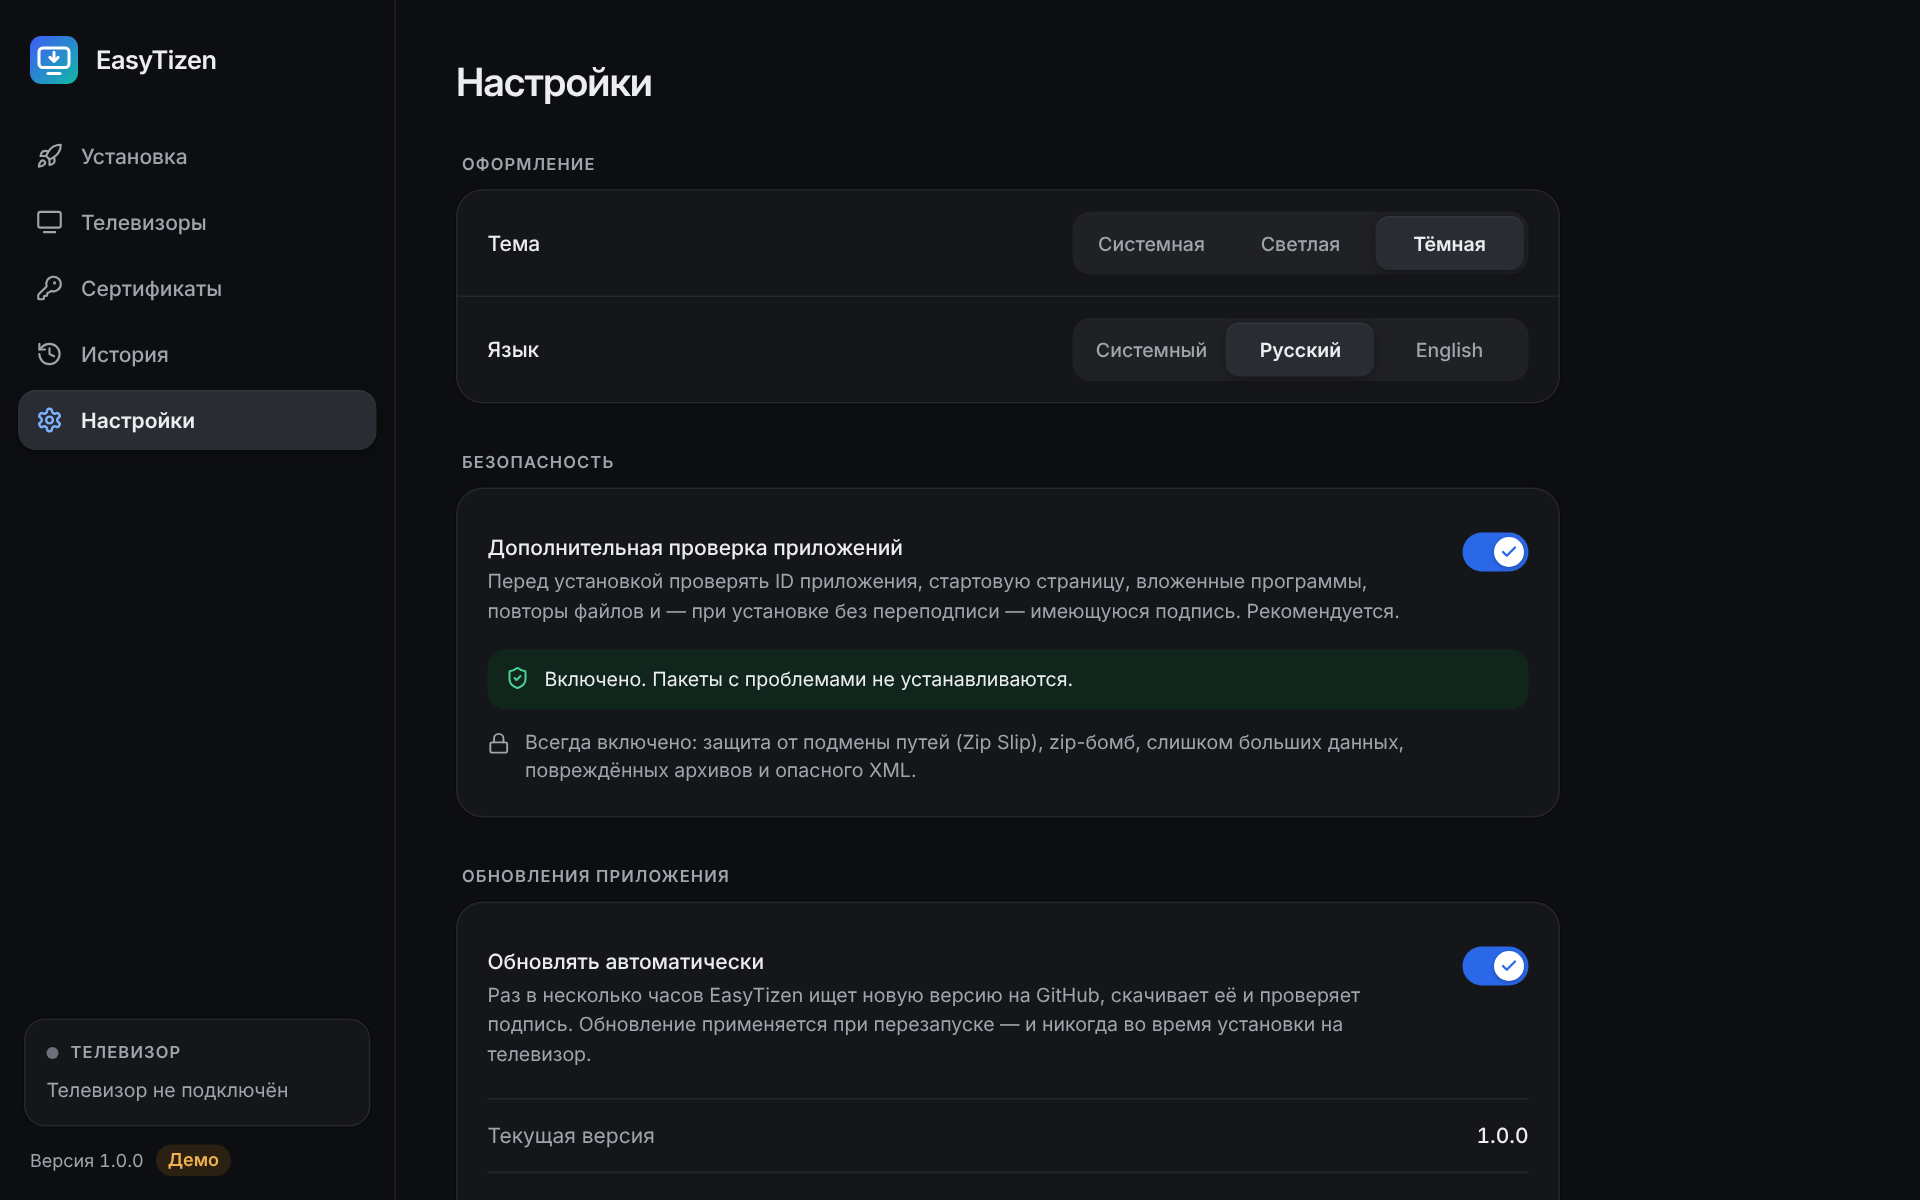 EasyTizen
Установка
Телевизоры
Сертификаты
История
Настройки
ТЕЛЕВИЗОР
Телевизор не подключён
Версия 1.0.0
Демо
Настройки
ОФОРМЛЕНИЕ
Тема
Системная
Светлая
Тёмная
Язык
Системный
Русский
English
БЕЗОПАСНОСТЬ
Дополнительная проверка приложений
Перед установкой проверять ID приложения, стартовую страницу, вложенные программы,
повторы файлов и — при установке без переподписи — имеющуюся подпись. Рекомендуется.
Включено. Пакеты с проблемами не устанавливаются.
Всегда включено: защита от подмены путей (Zip Slip), zip-бомб, слишком больших данных,
повреждённых архивов и опасного XML.
ОБНОВЛЕНИЯ ПРИЛОЖЕНИЯ
Обновлять автоматически
Раз в несколько часов EasyTizen ищет новую версию на GitHub, скачивает её и проверяет
подпись. Обновление применяется при перезапуске — и никогда во время установки на
телевизор.
Текущая версия
1.0.0